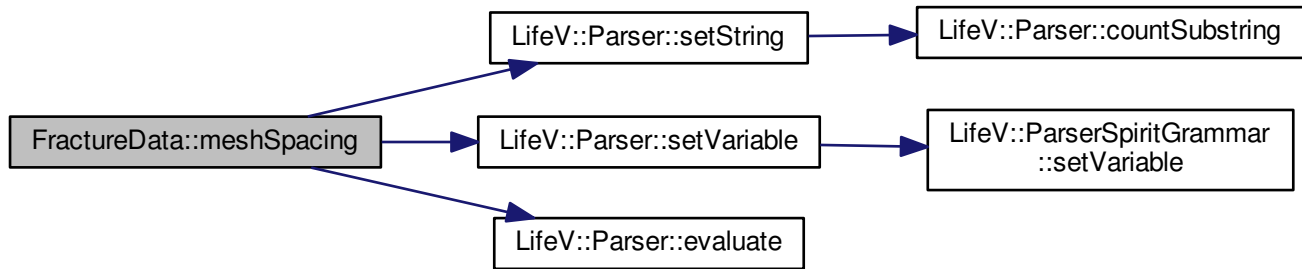 LifeV::Parser::setString
LifeV::Parser::countSubstring
FractureData::meshSpacing
LifeV::Parser::setVariable
LifeV::ParserSpiritGrammar
::setVariable
LifeV::Parser::evaluate